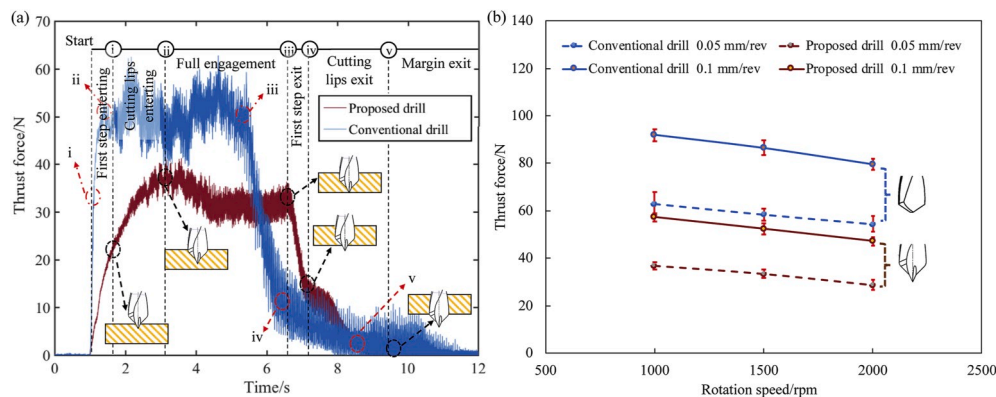 (a)
Start
i
ii
iii
iv
v
First step entering
Cutting lips
enterting
Full engagement
First step exit
Cutting
lips exit
Margin exit
Proposed drill
Conventional drill
ii
i
iii
iv
v
Thrust force/N
70
60
50
40
30
20
10
0
0
2
4
6
8
10
12
Time/s
(b)
Conventional drill 0.05 mm/rev
Proposed drill 0.05 mm/rev
Conventional drill 0.1 mm/rev
Proposed drill 0.1 mm/rev
Thrust force/N
140
120
100
80
60
40
20
0
500
1000
1500
2000
2500
Rotation speed/rpm